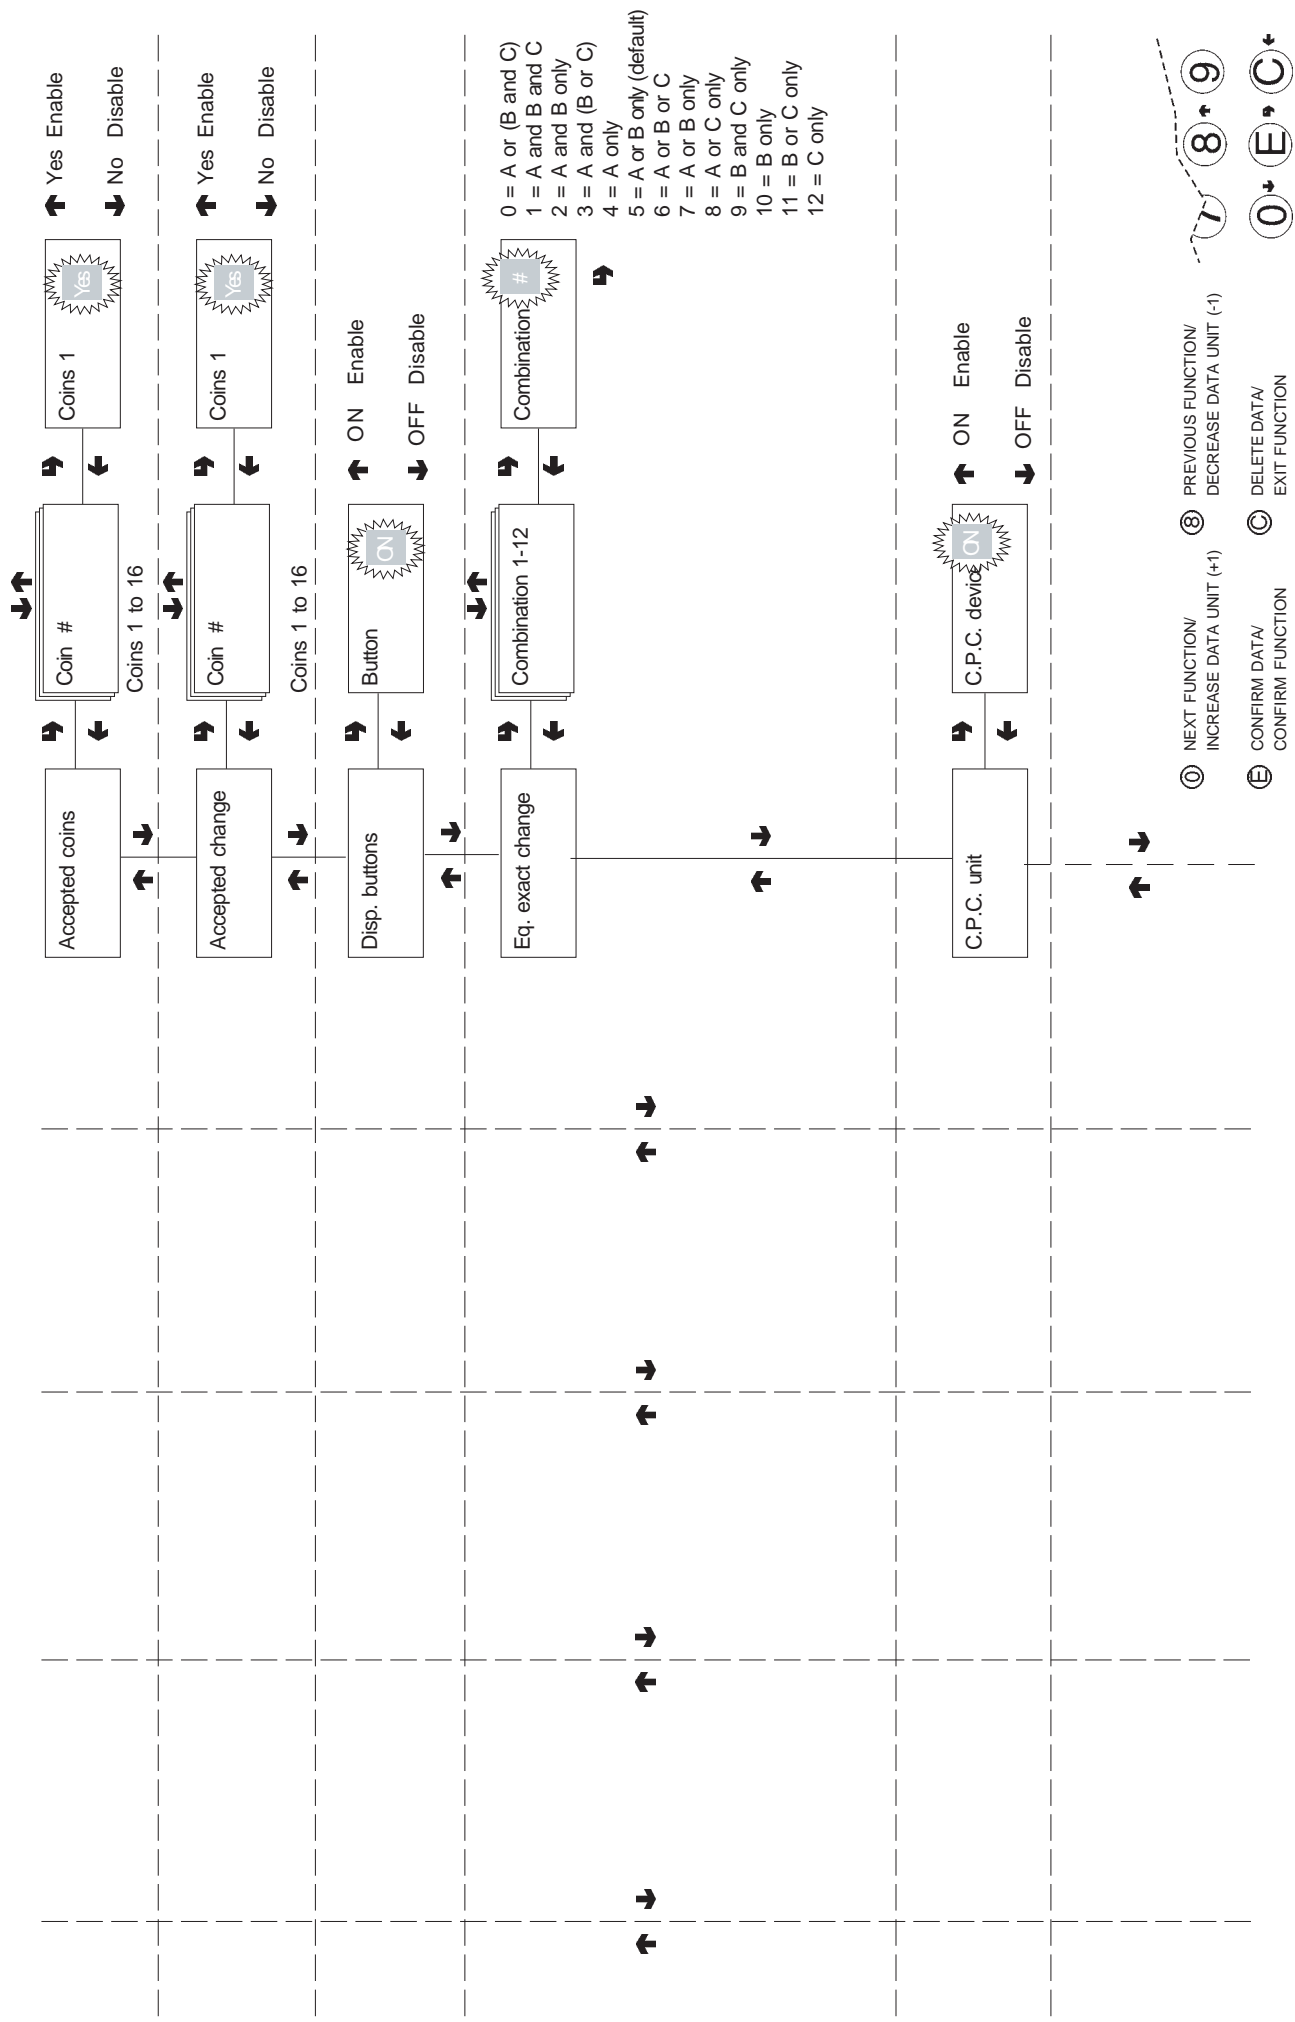 Accepted coins
Coin #
Coins 1 to 16
Coins 1
Yes
Yes Enable
No Disable
Accepted change
Coin #
Coins 1 to 16
Coins 1
Yes
Yes Enable
No Disable
Disp. buttons
Button
ON
ON Enable
OFF Disable
Eq. exact change
Combination 1-12
Combination
#
0 = A or (B and C)
1 = A and B and C
2 = A and B only
3 = A and (B or C)
4 = A only
5 = A or B only (default)
6 = A or B or C
7 = A or B only
8 = A or C only
9 = B and C only
10 = B only
11 = B or C only
12 = C only
C.P.C. unit
C.P.C. device
ON
ON Enable
OFF Disable
0 NEXT FUNCTION/
INCREASE DATA UNIT (+1)
8 PREVIOUS FUNCTION/
DECREASE DATA UNIT (-1)
E CONFIRM DATA/
CONFIRM FUNCTION
C DELETE DATA/
EXIT FUNCTION
7 8 9
0 E C